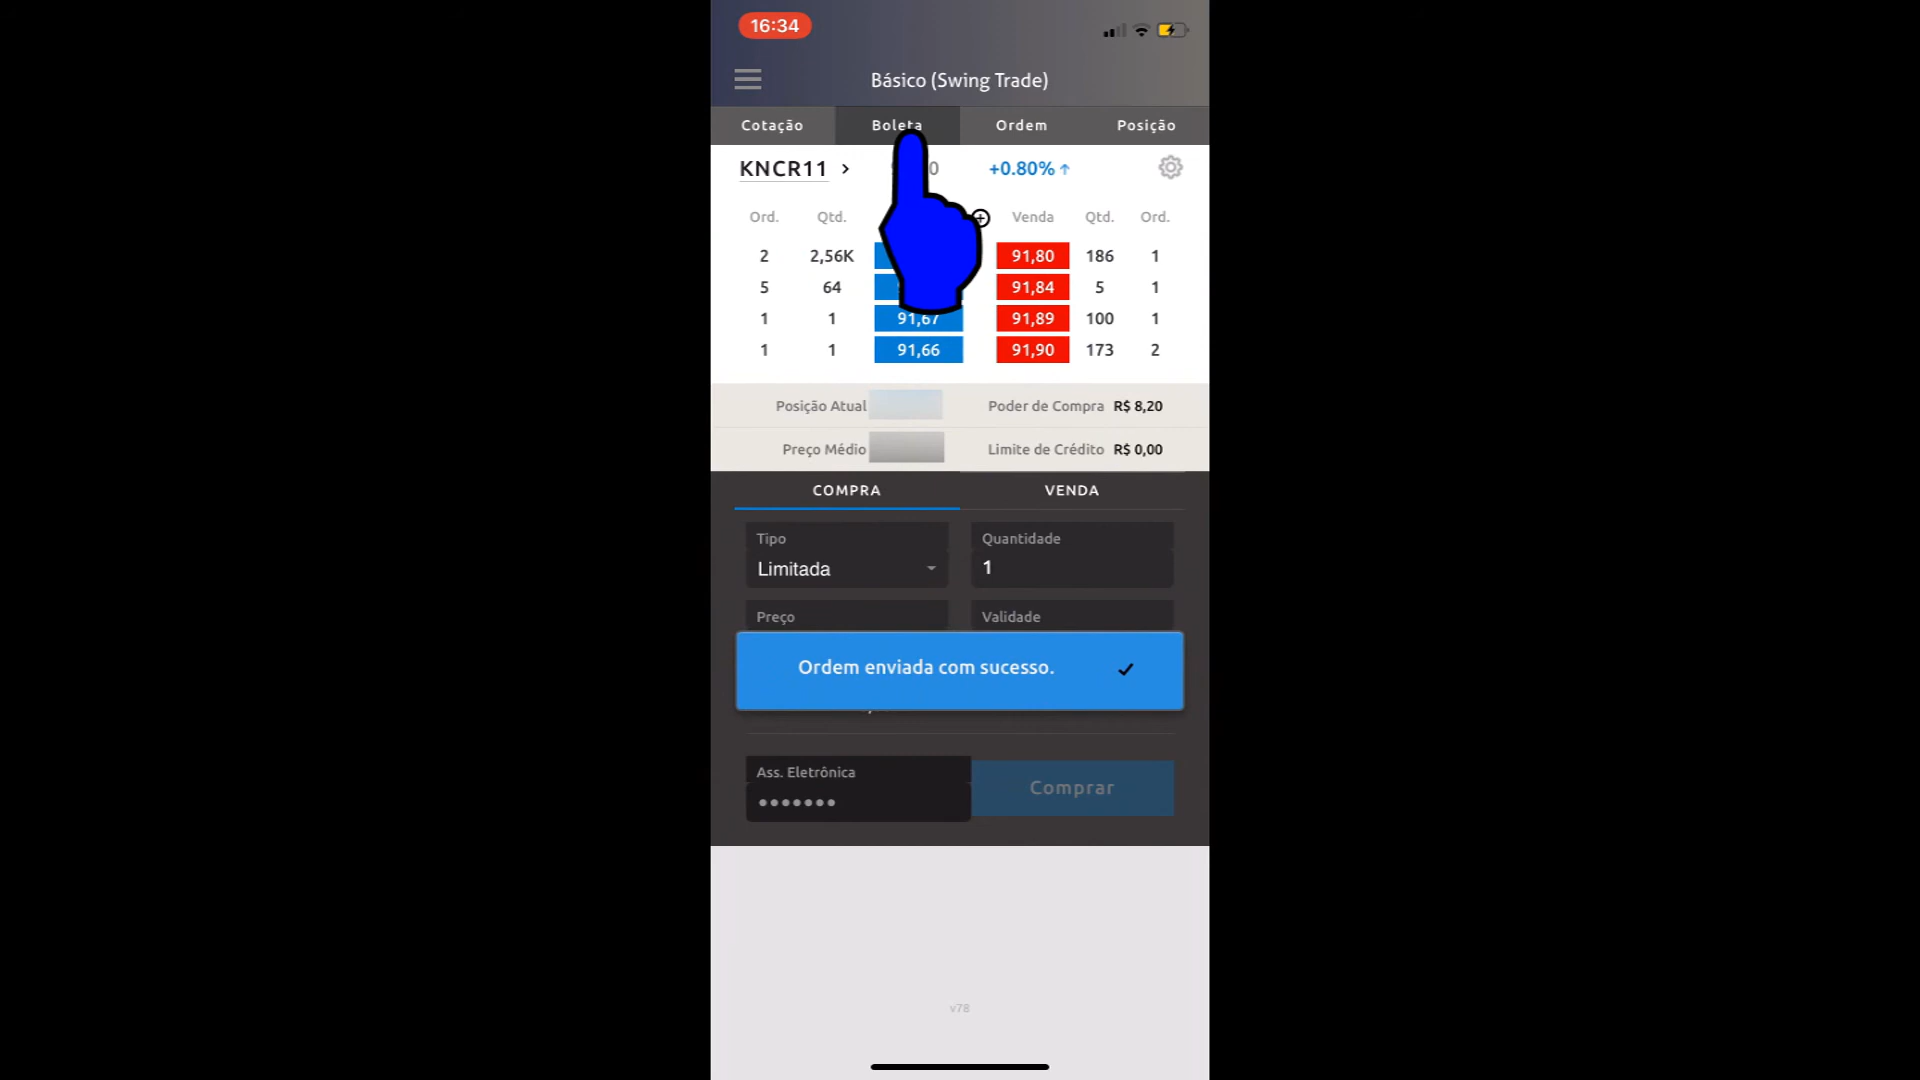 16:34
Básico (Swing Trade)
Cotação Boleta Ordem Posição
KNCR11 › 0 +0.80% ↑
Ord. Qtd. Venda Qtd. Ord.
2 2,56K 91,80 186 1
5 64 91,84 5 1
1 1 91,67 91,89 100 1
1 1 91,66 91,90 173 2
Posição Atual Poder de Compra R$ 8,20
Preço Médio Limite de Crédito R$ 0,00
COMPRA VENDA
Tipo Quantidade
Limitada 1
Preço Validade
Ordem enviada com sucesso.
Ass. Eletrônica
••••••• Comprar
v78